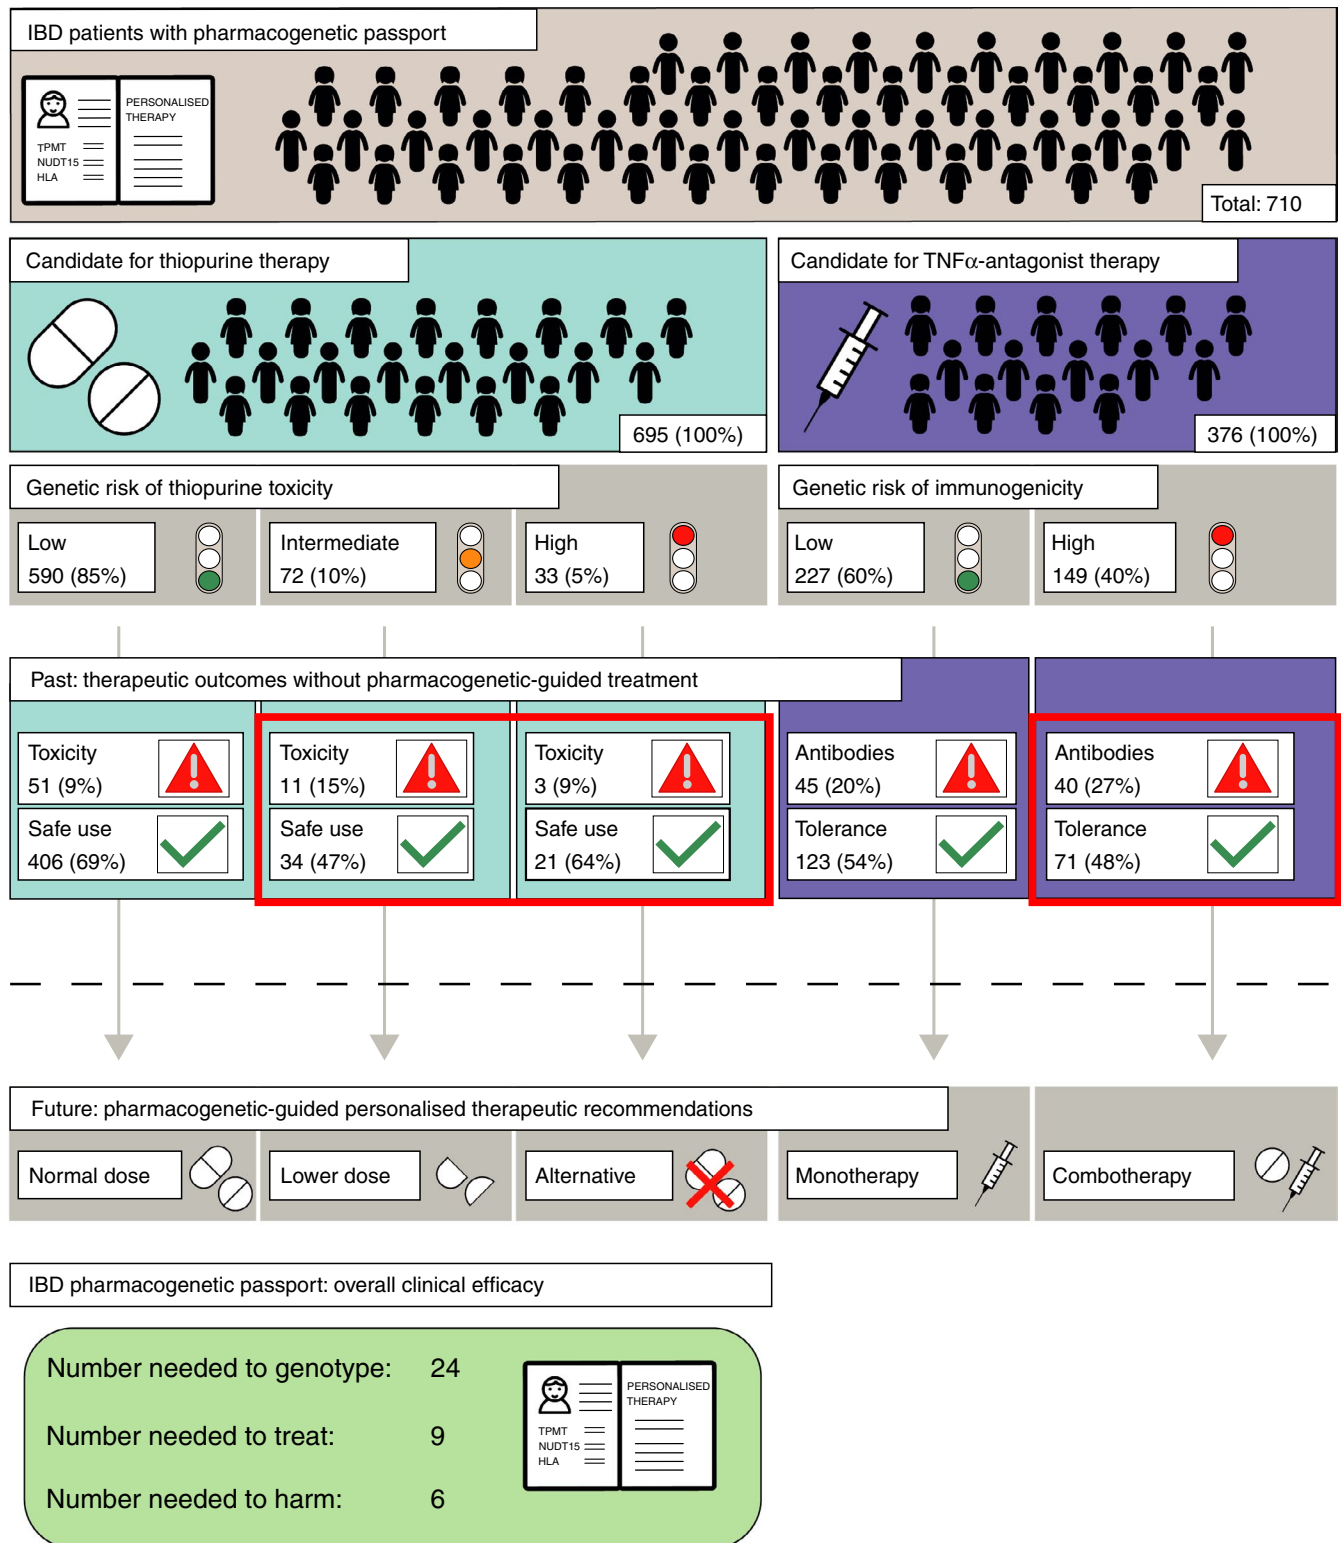 IBD patients with pharmacogenetic passport
PERSONALISED
THERAPY
TPMT
NUDT15
HLA
Total: 710
Candidate for thiopurine therapy
695 (100%)
Candidate for TNFα-antagonist therapy
376 (100%)
Genetic risk of thiopurine toxicity
Low
590 (85%)
Intermediate
72 (10%)
High
33 (5%)
Genetic risk of immunogenicity
Low
227 (60%)
High
149 (40%)
Past: therapeutic outcomes without pharmacogenetic-guided treatment
Toxicity
51 (9%)
Safe use
406 (69%)
Toxicity
11 (15%)
Safe use
34 (47%)
Toxicity
3 (9%)
Safe use
21 (64%)
Antibodies
45 (20%)
Tolerance
123 (54%)
Antibodies
40 (27%)
Tolerance
71 (48%)
Future: pharmacogenetic-guided personalised therapeutic recommendations
Normal dose
Lower dose
Alternative
Monotherapy
Combotherapy
IBD pharmacogenetic passport: overall clinical efficacy
Number needed to genotype: 24
Number needed to treat: 9
Number needed to harm: 6
PERSONALISED
THERAPY
TPMT
NUDT15
HLA